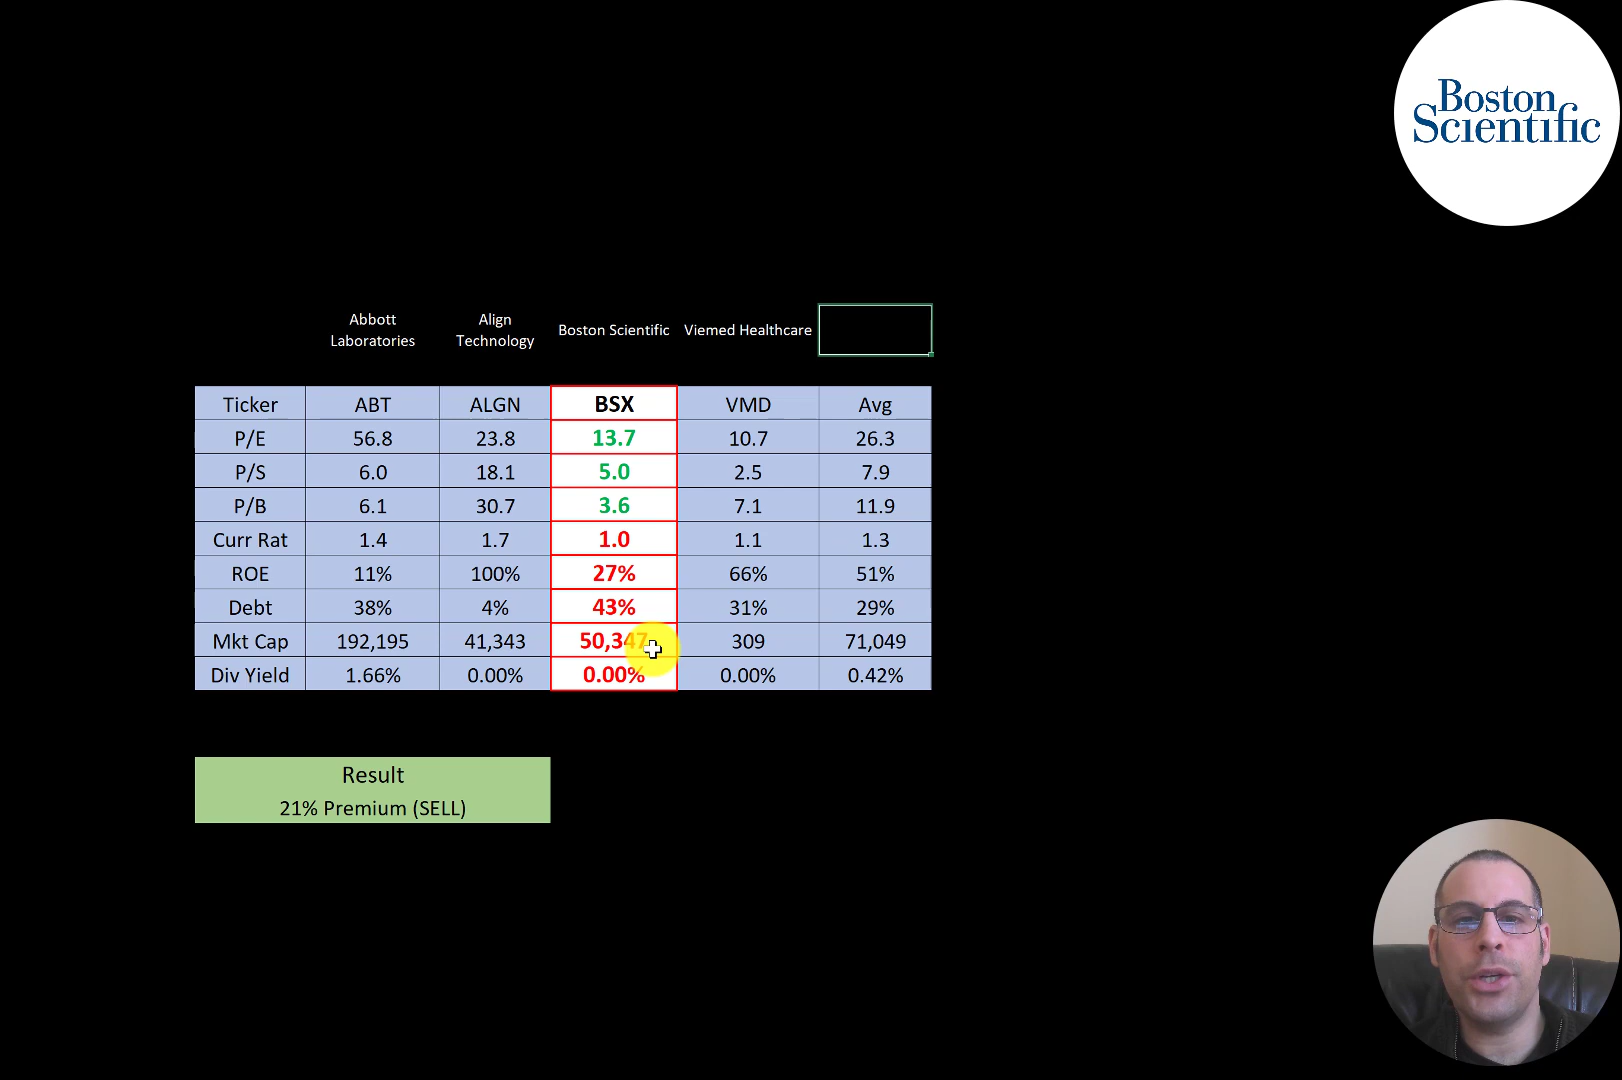 Boston
Scientific
Abbott
Laboratories
Align
Technology
Boston Scientific
Viemed Healthcare
Ticker ABT ALGN BSX VMD Avg
P/E 56.8 23.8 13.7 10.7 26.3
P/S 6.0 18.1 5.0 2.5 7.9
P/B 6.1 30.7 3.6 7.1 11.9
Curr Rat 1.4 1.7 1.0 1.1 1.3
ROE 11% 100% 27% 66% 51%
Debt 38% 4% 43% 31% 29%
Mkt Cap 192,195 41,343 50,347 309 71,049
Div Yield 1.66% 0.00% 0.00% 0.00% 0.42%
Result
21% Premium (SELL)